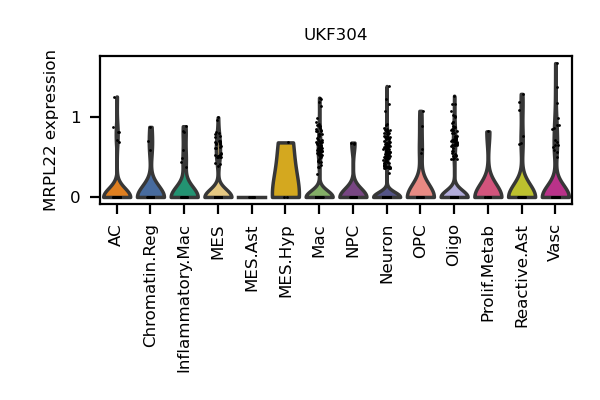 UKF304
MRPL22 expression
1
0
AC
Chromatin.Reg
Inflammatory.Mac
MES
MES.Ast
MES.Hyp
Mac
NPC
Neuron
OPC
Oligo
Prolif.Metab
Reactive.Ast
Vasc